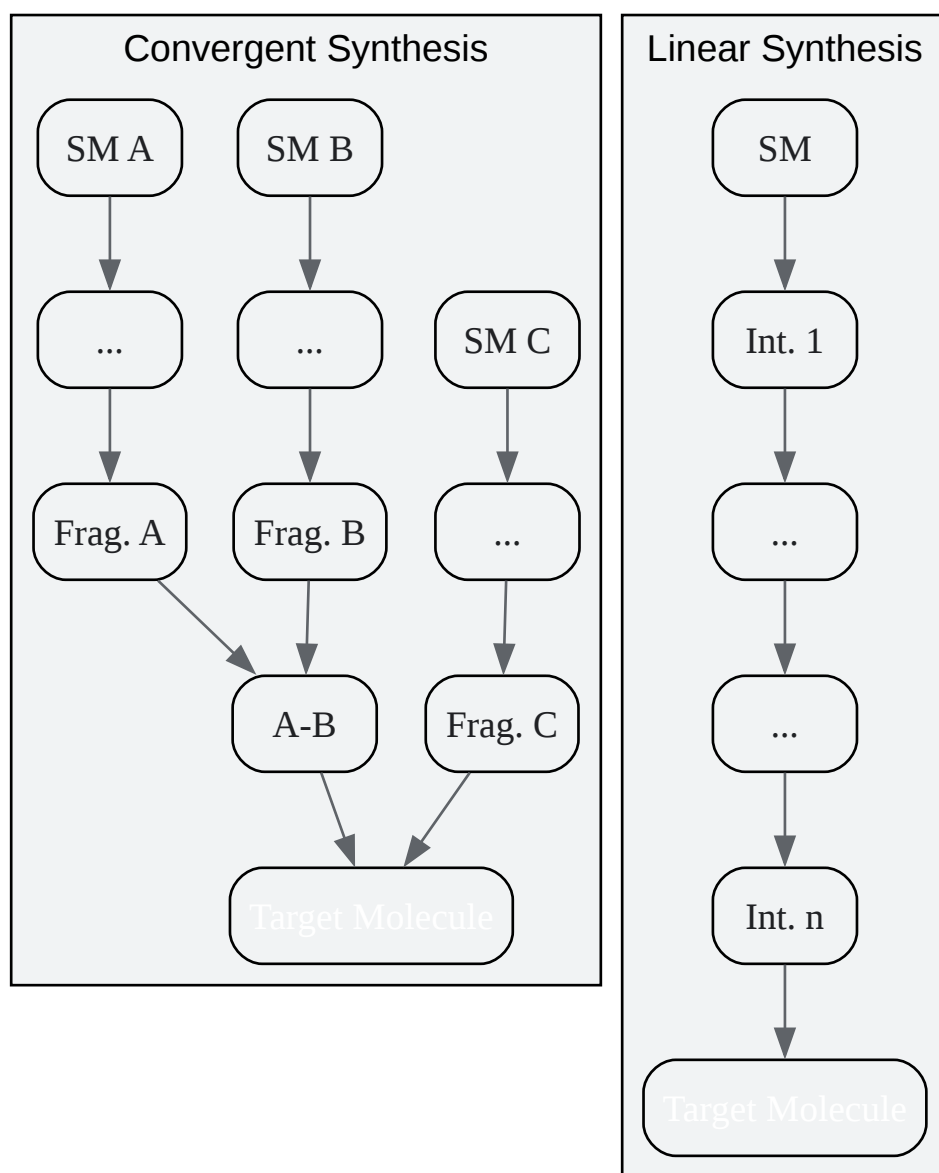 Convergent Synthesis
SM A
SM B
...
...
SM C
Frag. A
Frag. B
...
A-B
Frag. C
Target Molecule
Linear Synthesis
SM
Int. 1
...
...
Int. n
Target Molecule